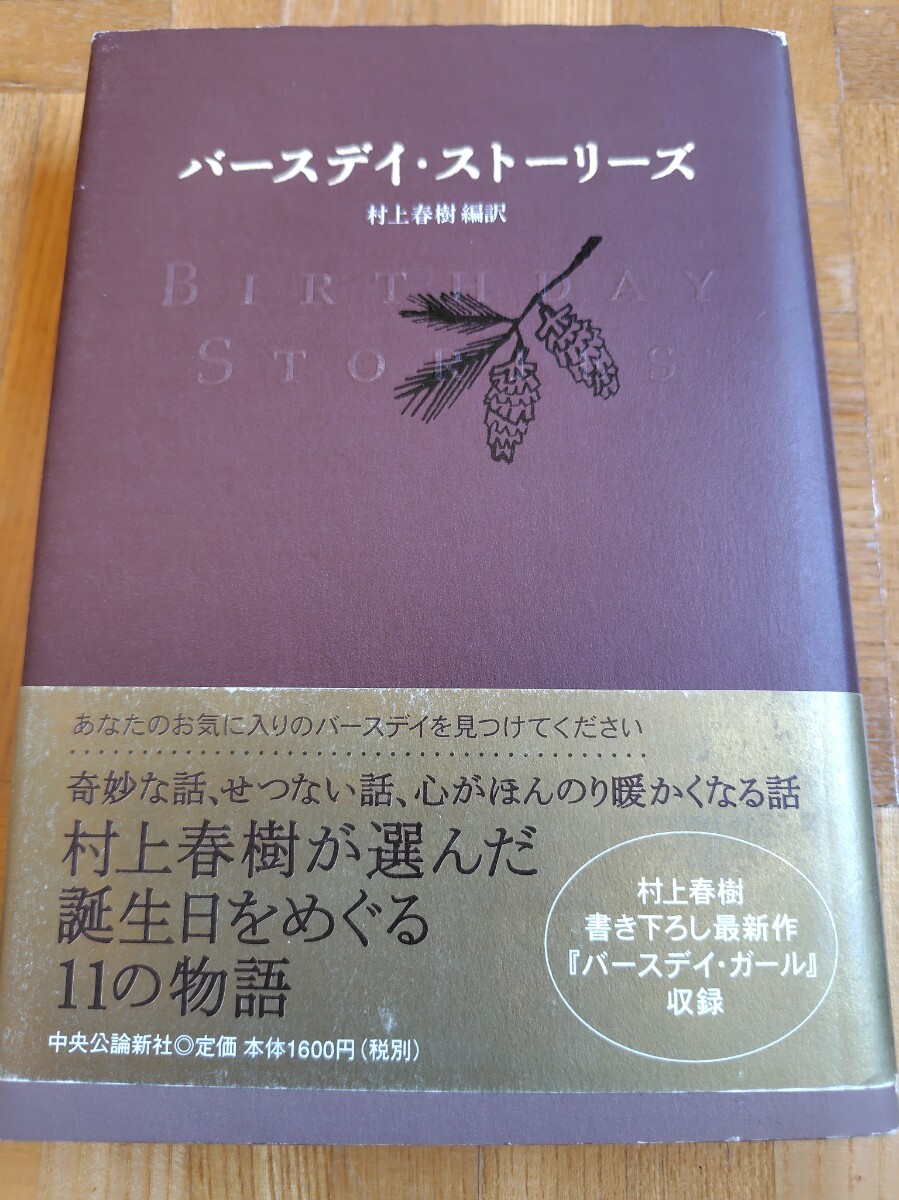 バースデイ・ストーリーズ
村上春樹 編訳
BIRTHDAY
STORIES
あなたのお気に入りのバースデイを見つけてください
奇妙な話、せつない話、心がほんのり暖かくなる話
村上春樹が選んだ
誕生日をめぐる
11の物語
村上春樹
書き下ろし最新作
『バースデイ・ガール』
収録
中央公論新社◎定価 本体1600円（税別）